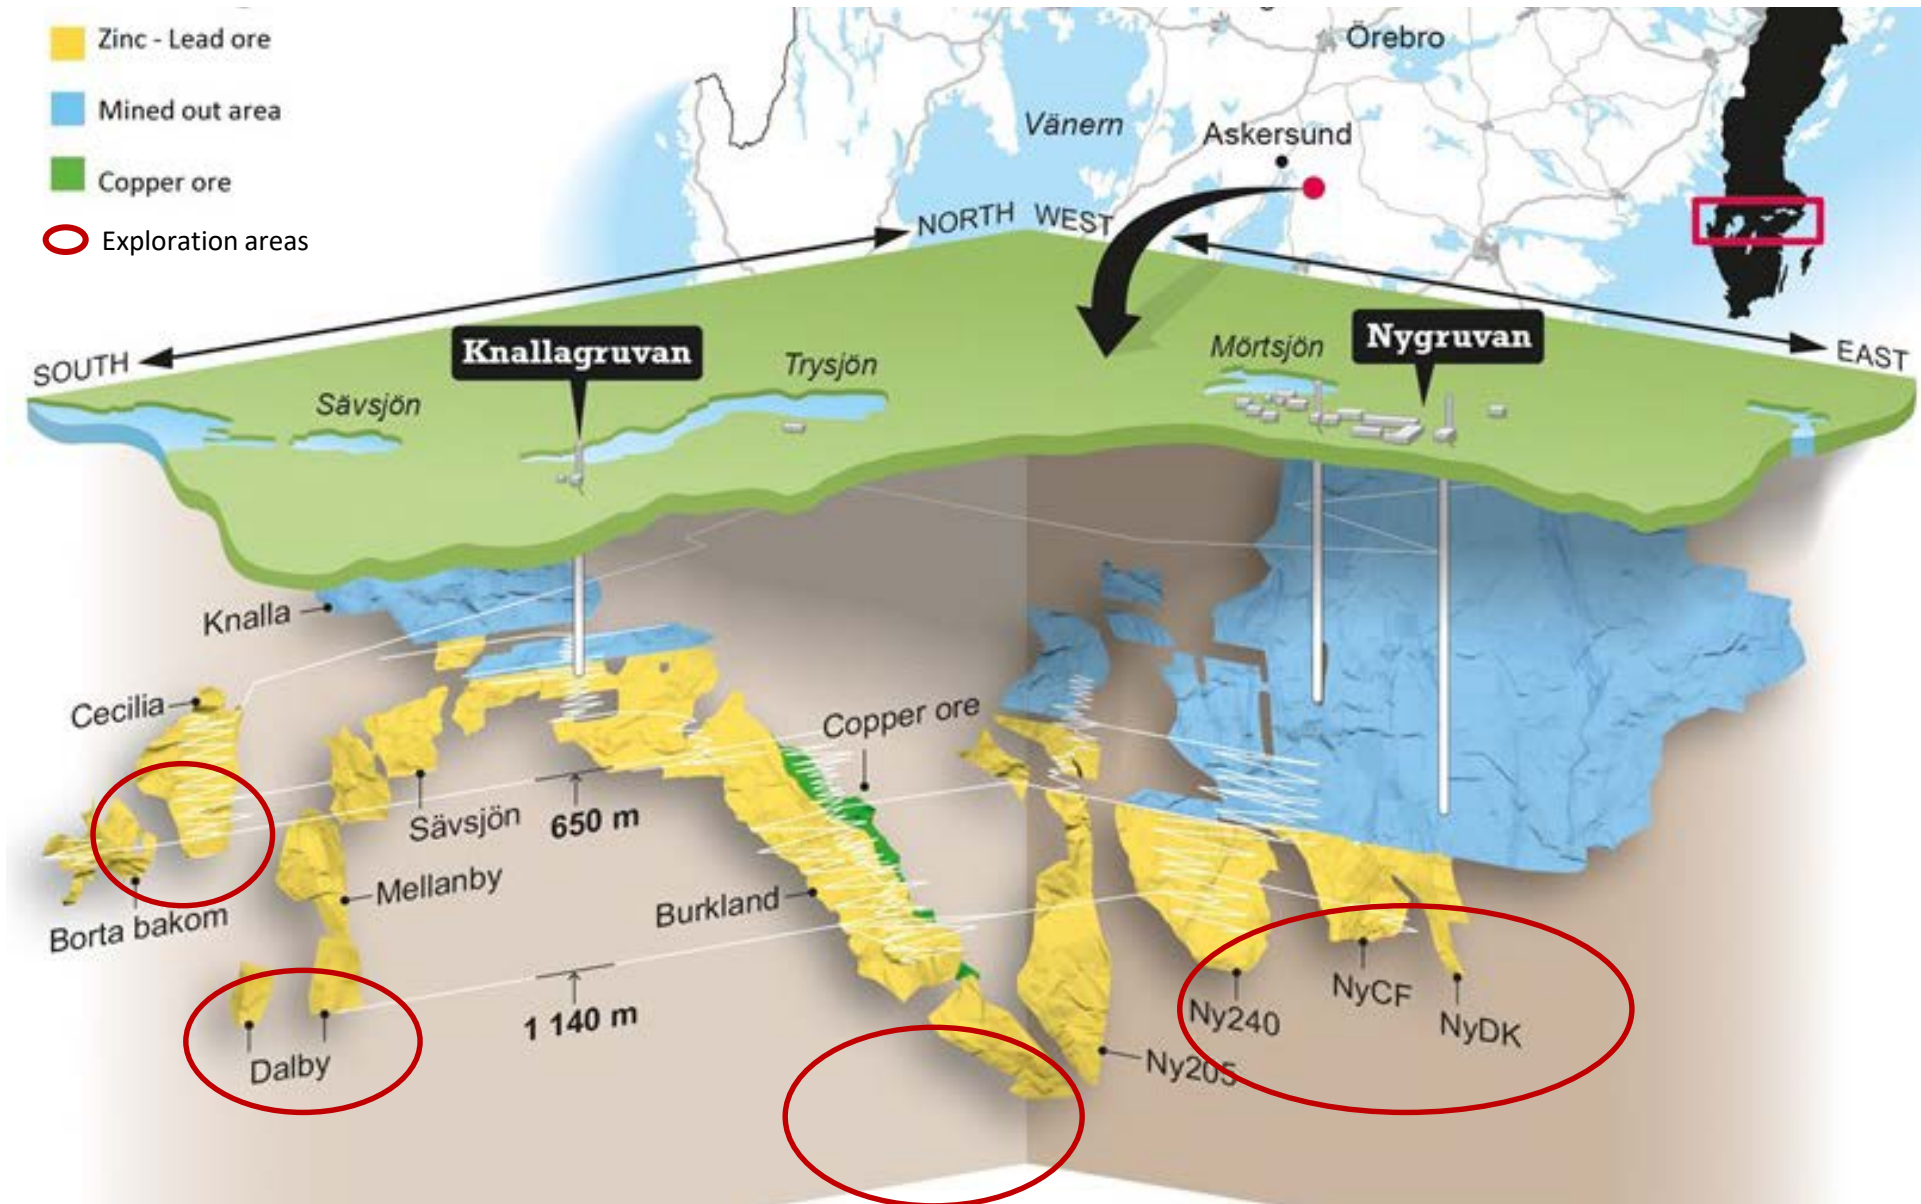 Zinc - Lead ore
Mined out area
Copper ore
Exploration areas
Örebro
Vänern
Askersund
NORTH
WEST
SOUTH
EAST
Knallagruvan
Nygruvan
Sävsjön
Trysjön
Mörtsjön
Knalla
Cecilia
Copper ore
Sävsjön
650 m
Mellanby
Burkland
Borta bakom
1 140 m
Dalby
Ny205
Ny240
NyCF
NyDK